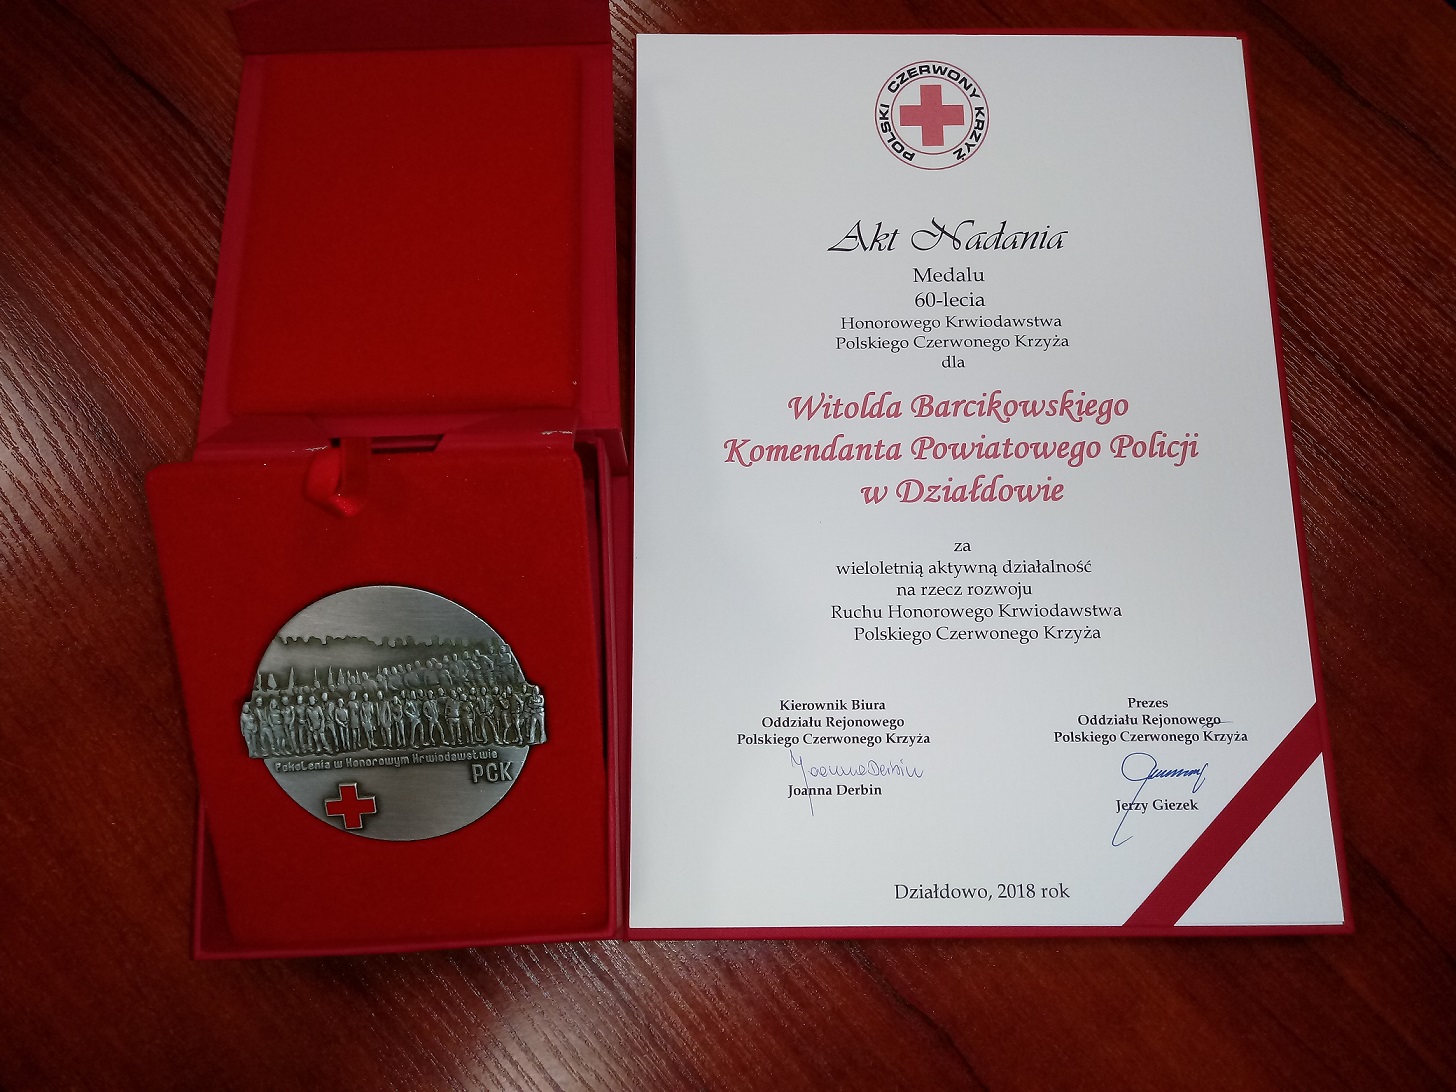 POLSKI CZERWONY KRZYŻ
Akt Nadania
Medalu
60-lecia
Honorowego Krwiodawstwa
Polskiego Czerwonego Krzyża
dla
Witolda Barcikowskiego
Komendanta Powiatowego Policji
w Działdowie
za
wieloletnią aktywną działalność
na rzecz rozwoju
Ruchu Honorowego Krwiodawstwa
Polskiego Czerwonego Krzyża
Kierownik Biura
Oddziału Rejonowego
Polskiego Czerwonego Krzyża
Joanna Derbin
Joanna Derbin
Prezes
Oddziału Rejonowego
Polskiego Czerwonego Krzyża
Jerzy Giezek
Działdowo, 2018 rok
Pokolenia w Honorowym Krwiodawstwie
PCK